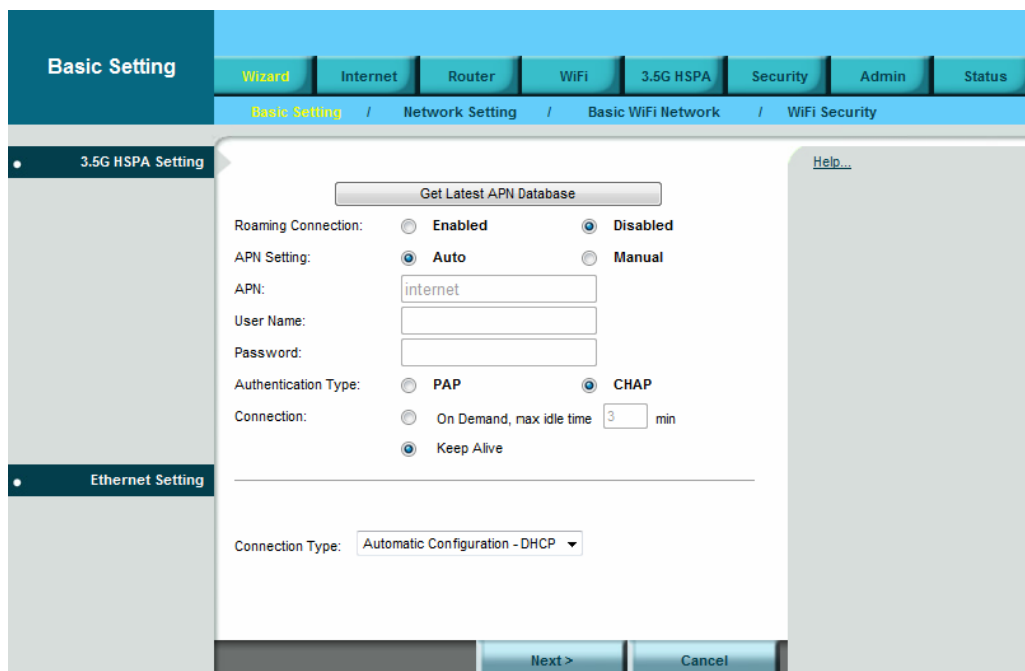 Basic Setting
Wizard Internet Router WiFi 3.5G HSPA Security Admin Status
Basic Setting / Network Setting / Basic WiFi Network / WiFi Security
3.5G HSPA Setting
Help...
Get Latest APN Database
Roaming Connection: Enabled Disabled
APN Setting: Auto Manual
APN: internet
User Name:
Password:
Authentication Type: PAP CHAP
Connection: On Demand, max idle time 3 min
Keep Alive
Ethernet Setting
Connection Type: Automatic Configuration - DHCP
Next > Cancel